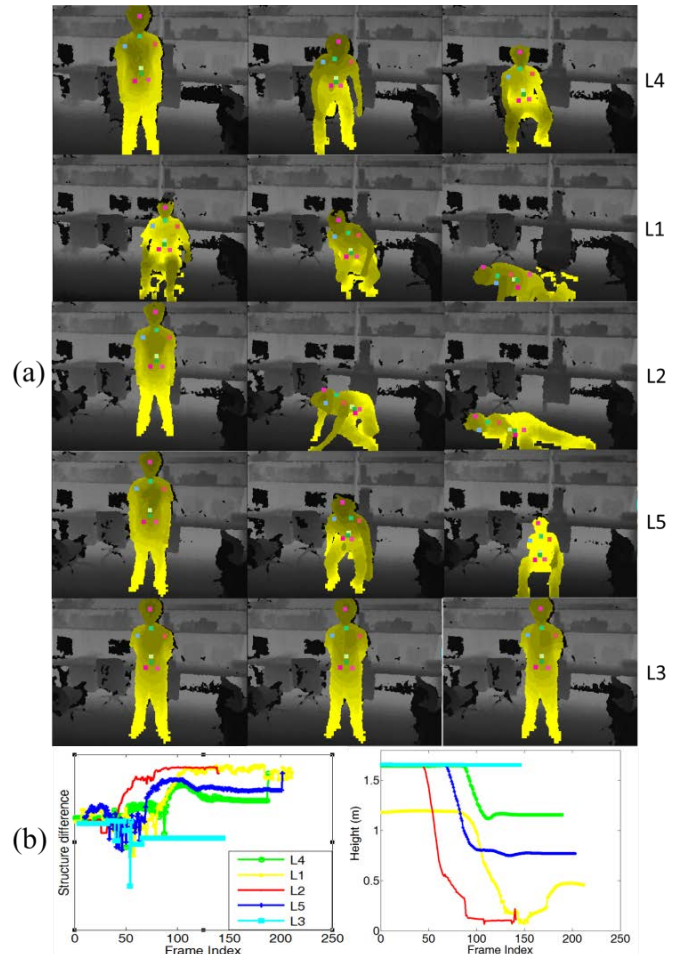 L4
L1
(a)
L2
L5
L3
(b)
Structure difference
0 50 100 150 200 250
Frame Index
L4
L1
L2
L5
L3
Height (m)
1.5
1
0.5
0
0 50 100 150 200 250
Frame Index